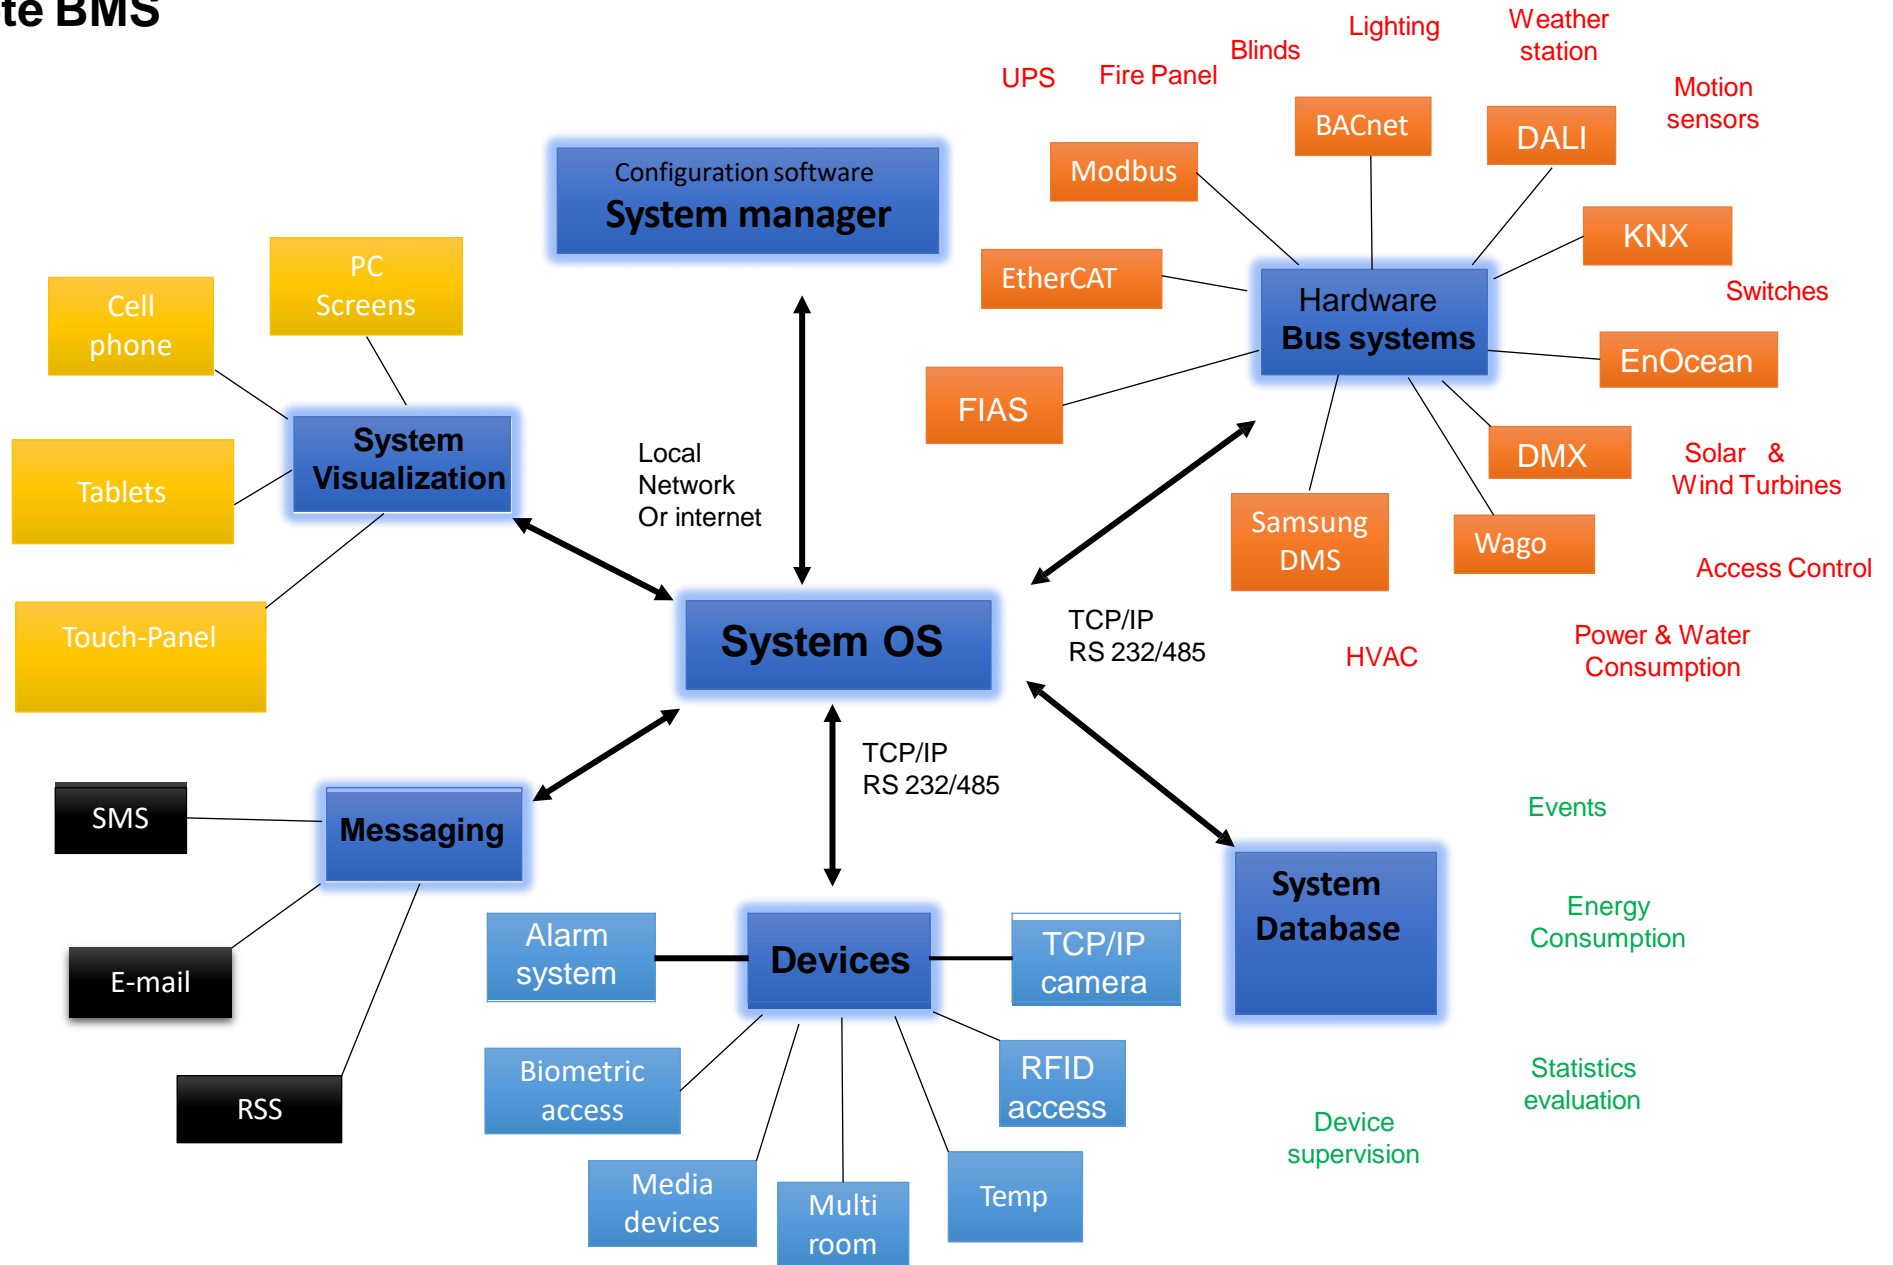 te BMS
Lighting
Weather
station
Blinds
UPS
Fire Panel
Motion
sensors
BACnet
DALI
Modbus
Configuration software
System manager
KNX
PC
Screens
EtherCAT
Hardware
Bus systems
Switches
Cell
phone
EnOcean
FIAS
System
Visualization
Local
Network
Or internet
DMX
Solar &
Wind Turbines
Tablets
Samsung
DMS
Wago
Access Control
System OS
TCP/IP
RS 232/485
Touch-Panel
HVAC
Power & Water
Consumption
TCP/IP
RS 232/485
SMS
Messaging
Events
System
Database
Energy
Consumption
Alarm
system
Devices
TCP/IP
camera
E-mail
Biometric
access
RFID
access
RSS
Statistics
evaluation
Device
supervision
Media
devices
Multi
room
Temp